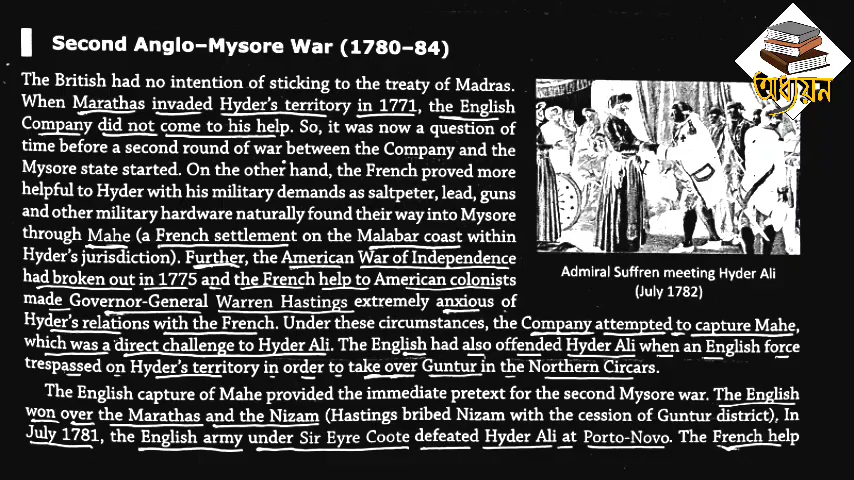 অধ্যয়ন
Second Anglo–Mysore War (1780–84)
The British had no intention of sticking to the treaty of Madras.
When Marathas invaded Hyder's territory in 1771, the English
Company did not come to his help. So, it was now a question of
time before a second round of war between the Company and the
Mysore state started. On the other hand, the French proved more
helpful to Hyder with his military demands as saltpeter, lead, guns
and other military hardware naturally found their way into Mysore
through Mahe (a French settlement on the Malabar coast within
Hyder's jurisdiction). Further, the American War of Independence
had broken out in 1775 and the French help to American colonists
made Governor-General Warren Hastings extremely anxious of
Hyder's relations with the French. Under these circumstances, the Company attempted to capture Mahe,
which was a direct challenge to Hyder Ali. The English had also offended Hyder Ali when an English force
trespassed on Hyder's territory in order to take over Guntur in the Northern Circars.
Admiral Suffren meeting Hyder Ali
(July 1782)
The English capture of Mahe provided the immediate pretext for the second Mysore war. The English
won over the Marathas and the Nizam (Hastings bribed Nizam with the cession of Guntur district). In
July 1781, the English army under Sir Eyre Coote defeated Hyder Ali at Porto-Novo. The French help